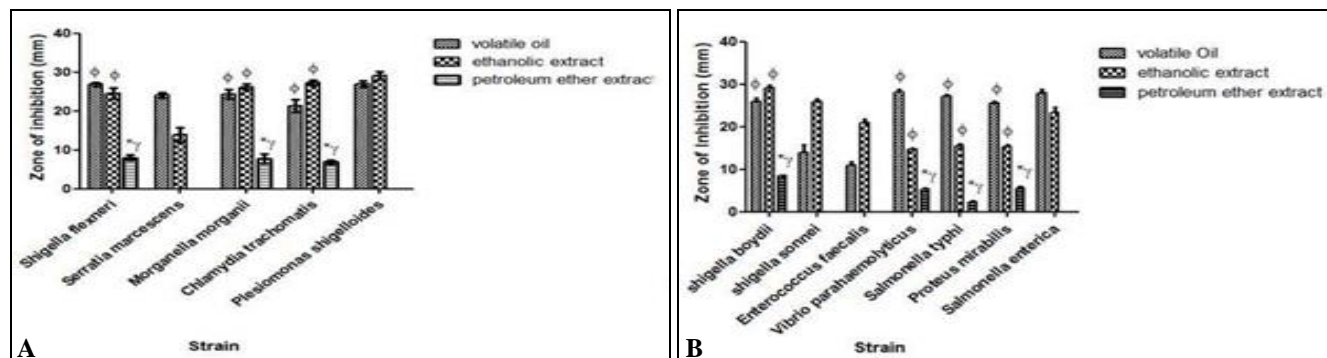 40
30
20
10
0
Zone of inhibition (mm)
volatile oil
ethanolic extract
petroleum ether extract
ϕ ϕ
*γ
ϕ ϕ
*γ
ϕ ϕ
*γ
Shigella flexneri
Serratia marcescens
Morganella morganii
Chlamydia trachomatis
Plesiomonas shigelloides
Strain
A
40
30
20
10
0
Zone of Inhibition (mm)
volatile Oil
ethanolic extract
petroleum ether extract
ϕ ϕ
*γ
ϕ ϕ
*γ
ϕ ϕ
*γ
ϕ ϕ
*γ
shigella boydii
shigella sonnei
Enterococcus faecalis
Vibrio parahaemolyticus
Salmonella typhi
Proteus mirabilis
Salmonella enterica
Strain
B